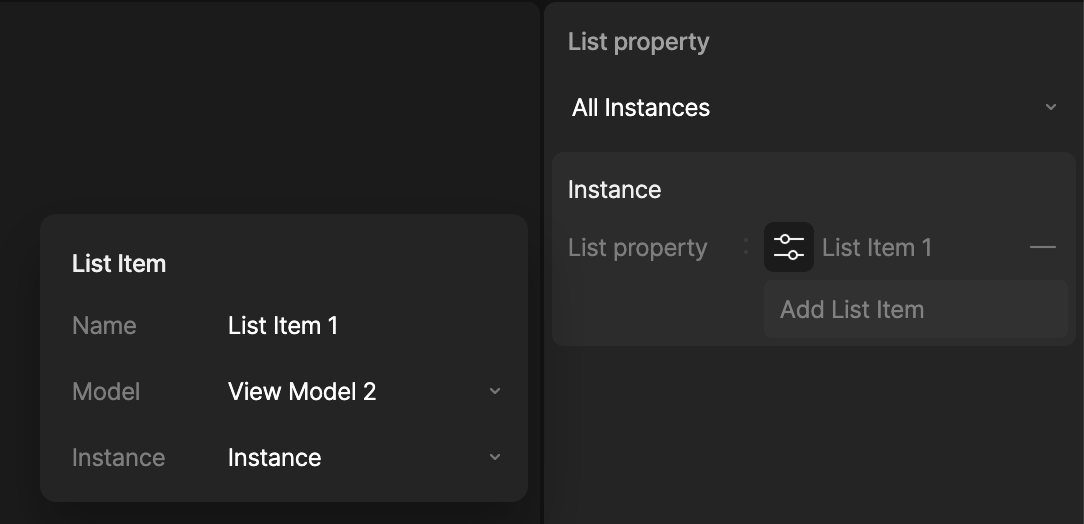 List property
All Instances
Instance
List property : List Item 1
Add List Item
List Item
Name List Item 1
Model View Model 2
Instance Instance